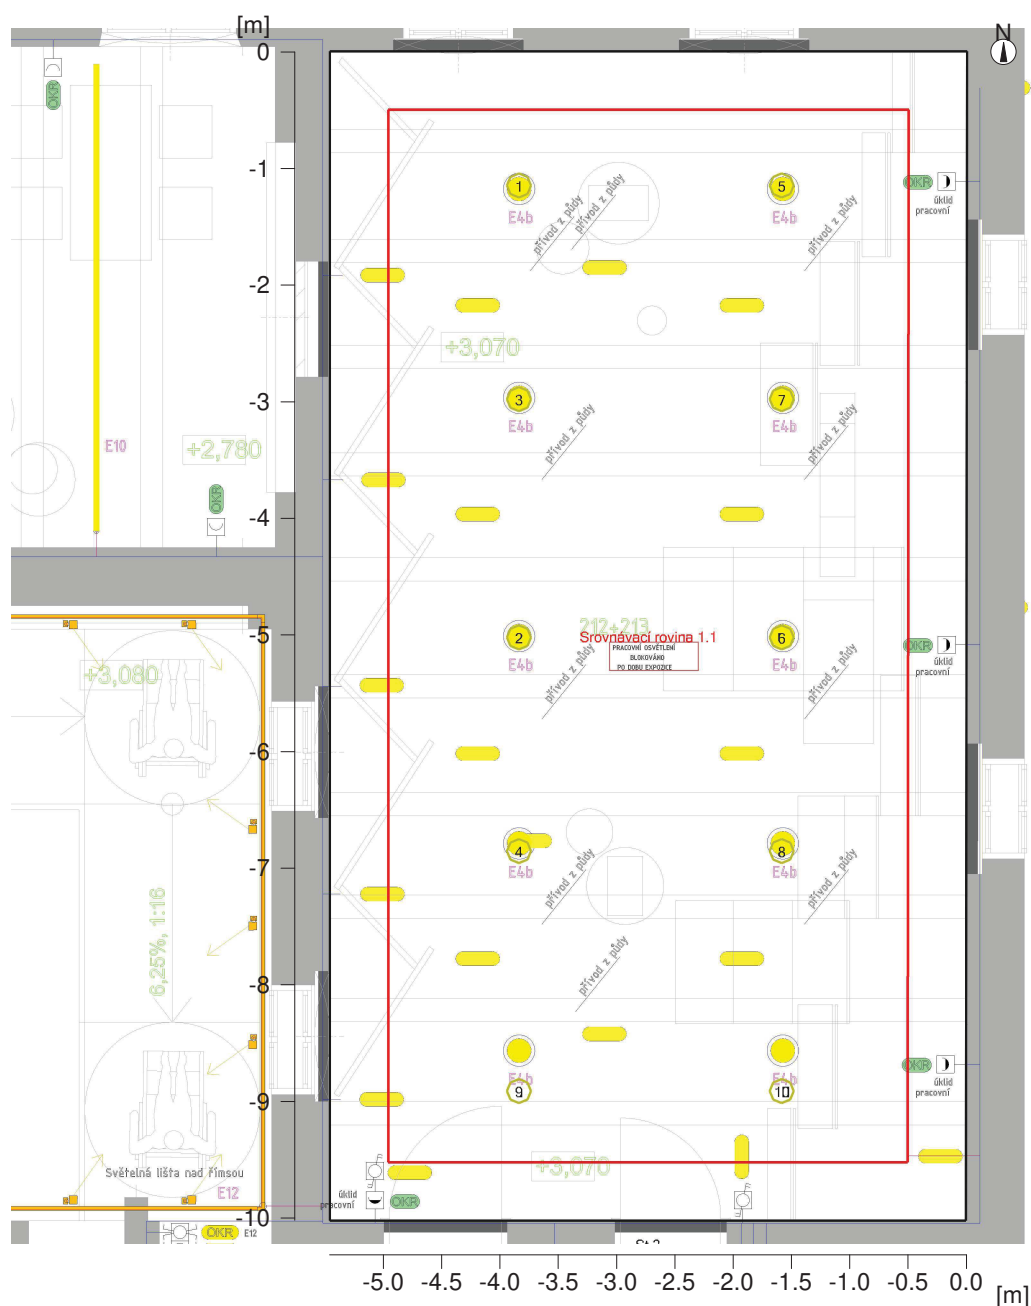 [m]
N
0
OKR
1
5
OKR
-1
úklid
pracovní
E4b
E4b
přívod z půdy
přívod z půdy
přívod z půdy
-2
+3,070
-3
3
7
E4b
E4b
E10
+2,780
přívod z půdy
přívod z půdy
OKR
-4
212+213
-5
2
Srovnávací rovina 1.1
6
OKR
PRACOVNÍ OSVĚTLENÍ
BLOKOVÁNO
PO DOBU EXPOZICE
E4b
E4b
úklid
pracovní
+3,080
přívod z půdy
přívod z půdy
-6
4
8
-7
E4b
E4b
přívod z půdy
přívod z půdy
6,25%, 1:16
přívod z půdy
-8
OKR
E4b
E4b
úklid
pracovní
-9
9
10
Světelná lišta nad římsou
+3,070
E12
úklid
pracovní
OKR
-10
OKR
E12
-5.0 -4.5 -4.0 -3.5 -3.0 -2.5 -2.0 -1.5 -1.0 -0.5 0.0
[m]